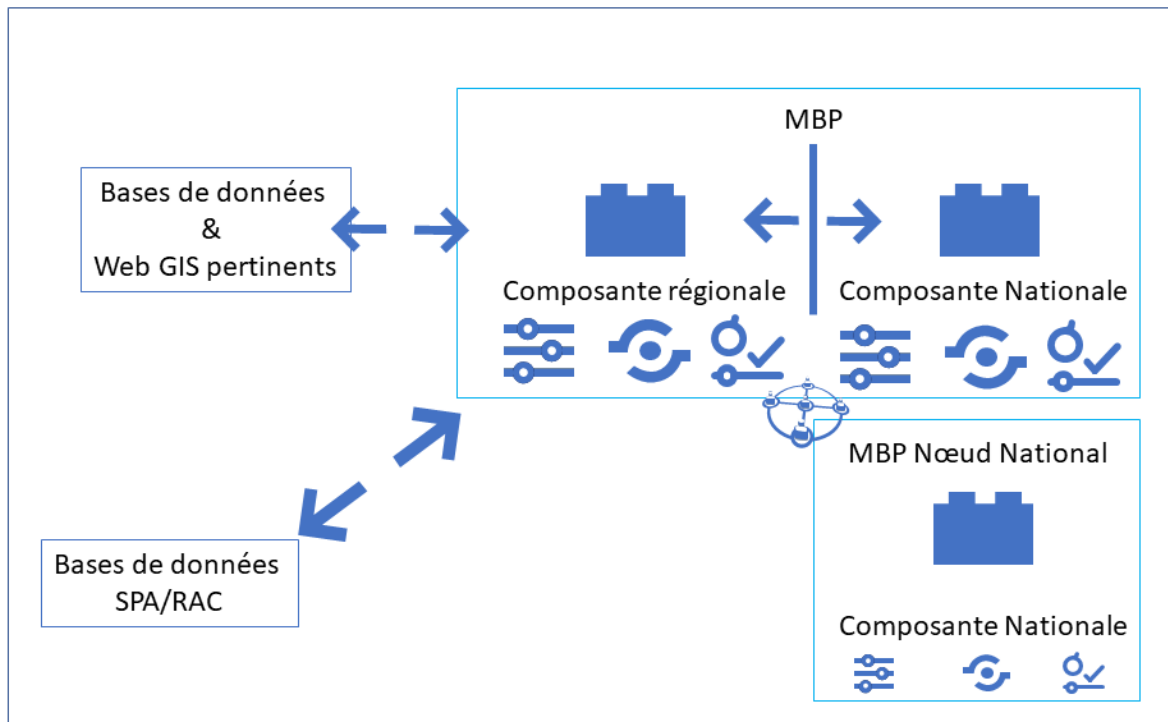 MBP
Bases de données
&
Web GIS pertinents
Composante régionale
Composante Nationale
MBP Nœud National
Bases de données
SPA/RAC
Composante Nationale